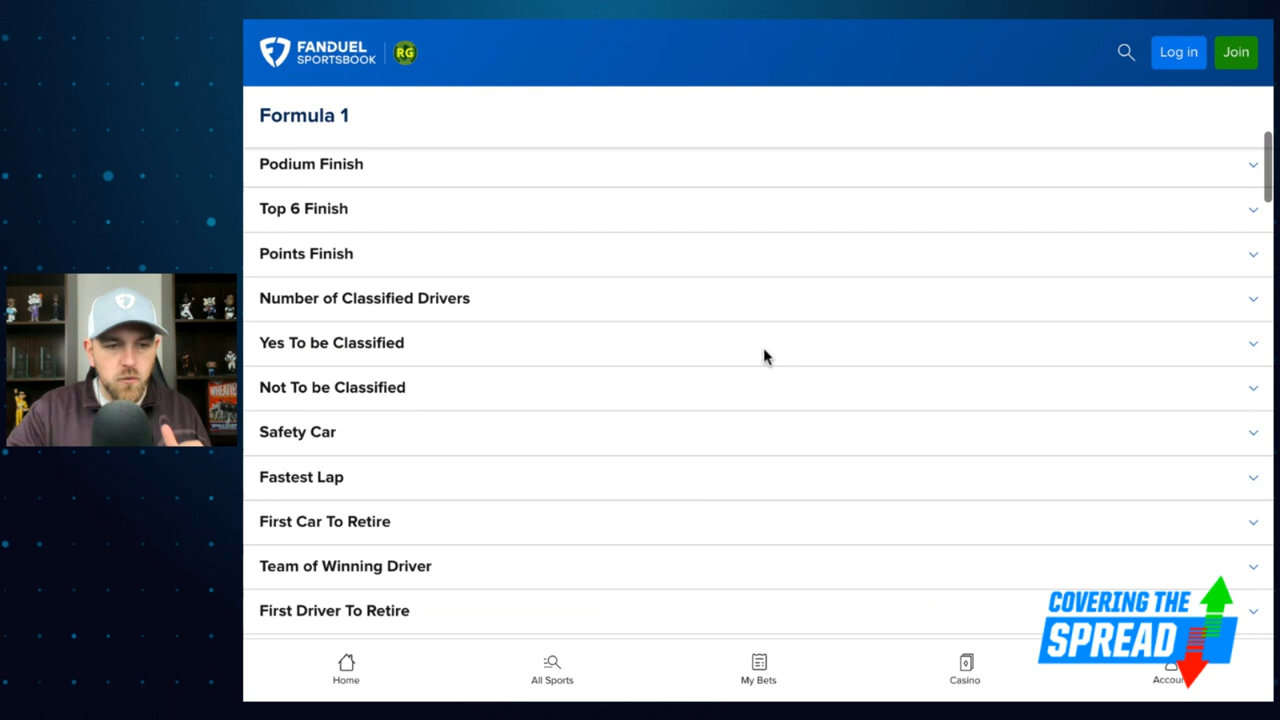 FANDUEL
SPORTSBOOK
RG
Log in
Join
Formula 1
Podium Finish
Top 6 Finish
Points Finish
Number of Classified Drivers
Yes To be Classified
Not To be Classified
Safety Car
Fastest Lap
First Car To Retire
Team of Winning Driver
First Driver To Retire
COVERING THE
SPREAD
Home
All Sports
My Bets
Casino